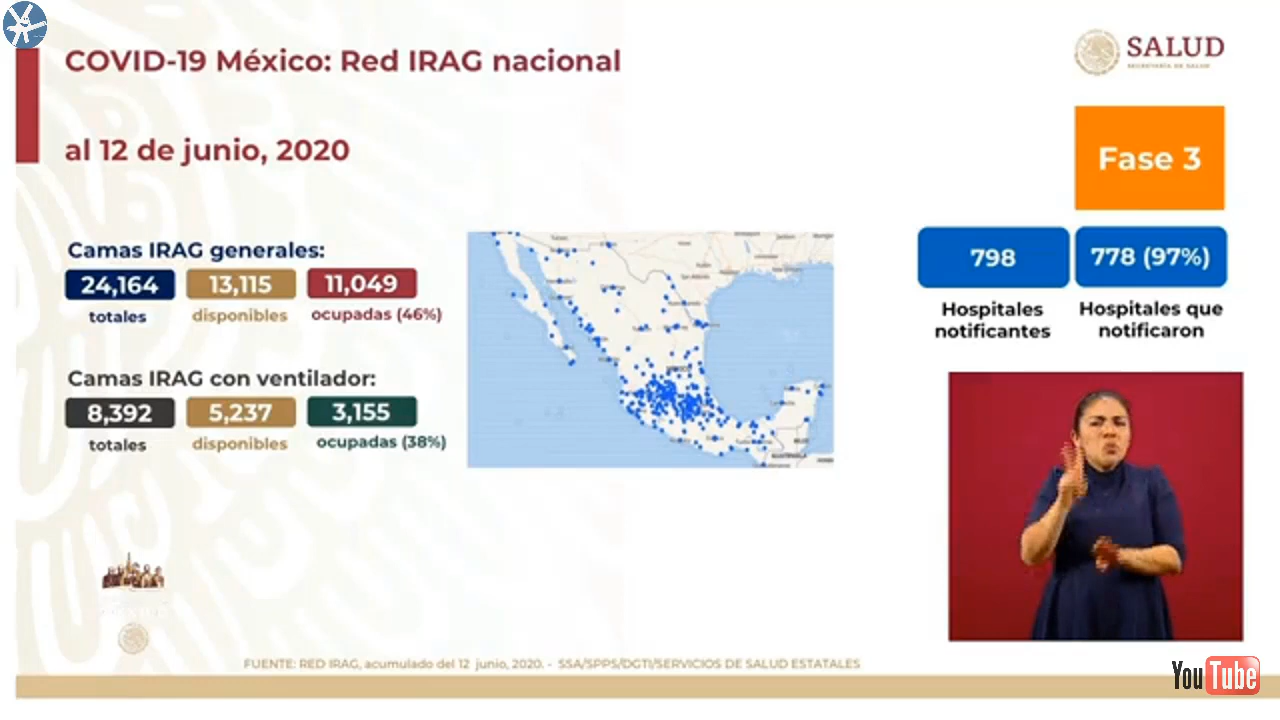 COVID-19 México: Red IRAG nacional
al 12 de junio, 2020
SALUD
SECRETARÍA DE SALUD
Fase 3
798
778 (97%)
Hospitales
notificantes
Hospitales que
notificaron
Camas IRAG generales:
24,164
13,115
11,049
totales
disponibles
ocupadas (46%)
Camas IRAG con ventilador:
8,392
5,237
3,155
totales
disponibles
ocupadas (38%)
FUENTE: RED IRAG, acumulado del 12 junio, 2020. - SSA/SPPS/DGTI/SERVICIOS DE SALUD ESTATALES
YouTube